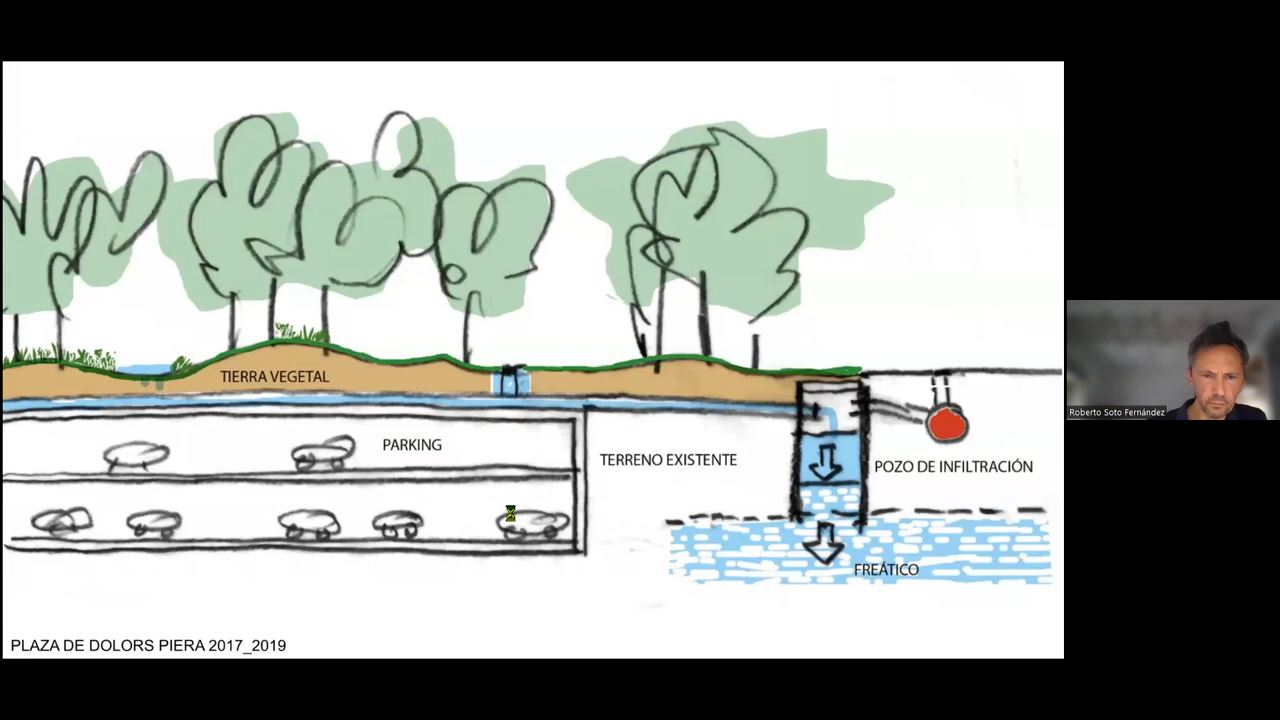 TIERRA VEGETAL
PARKING
TERRENO EXISTENTE
POZO DE INFILTRACIÓN
FREÁTICO
PLAZA DE DOLORS PIERA 2017_2019
Roberto Soto Fernández